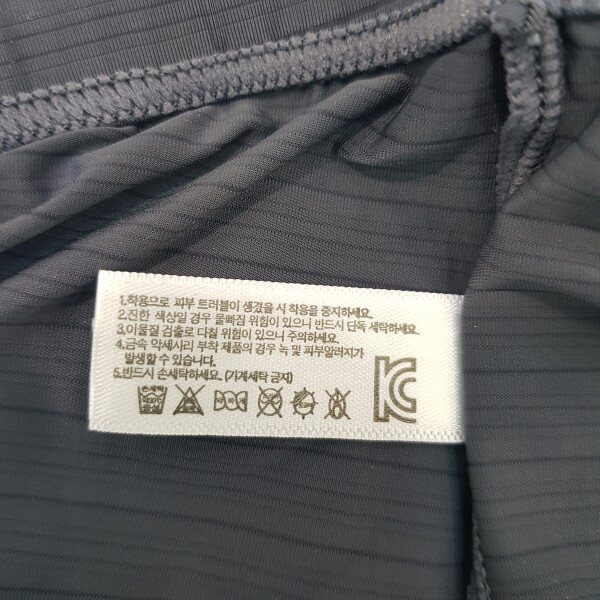 1.착용으로 피부 트러블이 생겼을 시 착용을 중지하세요.
2.진한 색상일 경우 물빠짐 위험이 있으니 반드시 단독 세탁하세요.
3.이물질 검출로 다칠 위험이 있으니 주의하세요.
4.금속 악세사리 부착 제품의 경우 녹 및 피부알러지가
발생할 수 있습니다.
5.반드시 손세탁하세요. (기계세탁 금지)
KC